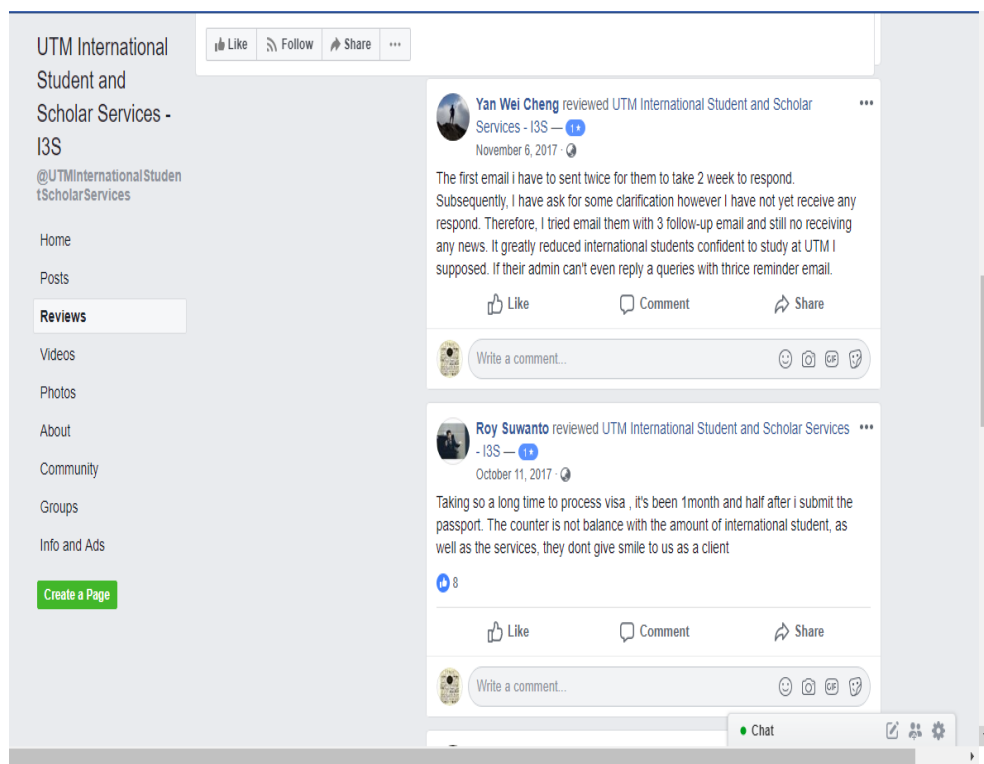 UTM International
Student and
Scholar Services -
I3S
@UTMInternationalStuden
tScholarServices
Home
Posts
Reviews
Videos
Photos
About
Community
Groups
Info and Ads
Create a Page
Like Follow Share ...
Yan Wei Cheng reviewed UTM International Student and Scholar
Services - I3S — 1★
November 6, 2017 ·
The first email i have to sent twice for them to take 2 week to respond.
Subsequently, I have ask for some clarification however I have not yet receive any
respond. Therefore, I tried email them with 3 follow-up email and still no receiving
any news. It greatly reduced international students confident to study at UTM I
supposed. If their admin can't even reply a queries with thrice reminder email.
Like Comment Share
Write a comment...
GIF
Roy Suwanto reviewed UTM International Student and Scholar Services
- I3S — 1★
October 11, 2017 ·
Taking so a long time to process visa , it's been 1month and half after i submit the
passport. The counter is not balance with the amount of international student, as
well as the services, they dont give smile to us as a client
8
Like Comment Share
Write a comment...
GIF
Chat